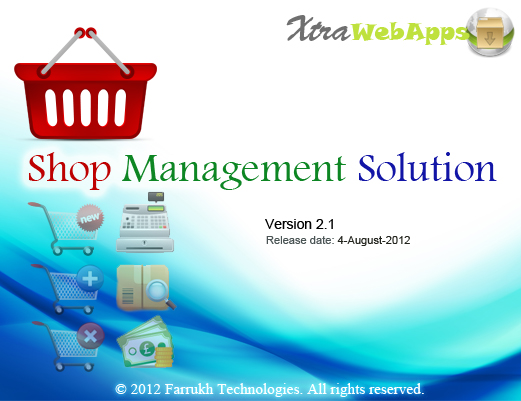 XtraWebApps
Shop Management Solution
new
Version 2.1
Release date: 4-August-2012
© 2012 Farrukh Technologies. All rights reserved.